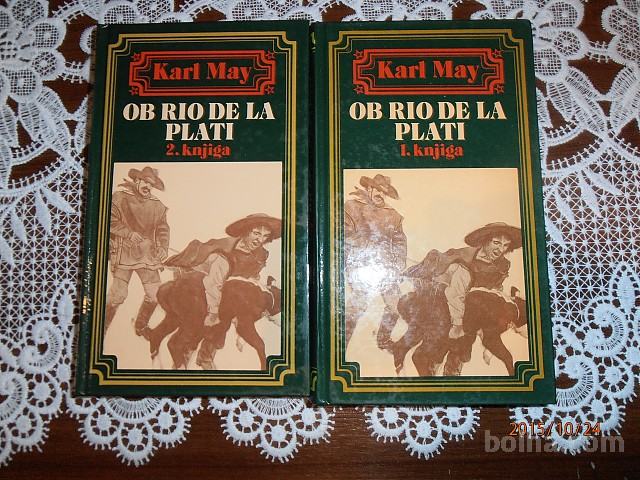 Karl May
OB RIO DE LA
PLATI
2. knjiga
Karl May
OB RIO DE LA
PLATI
1. knjiga
2015/10/24
bolha.com